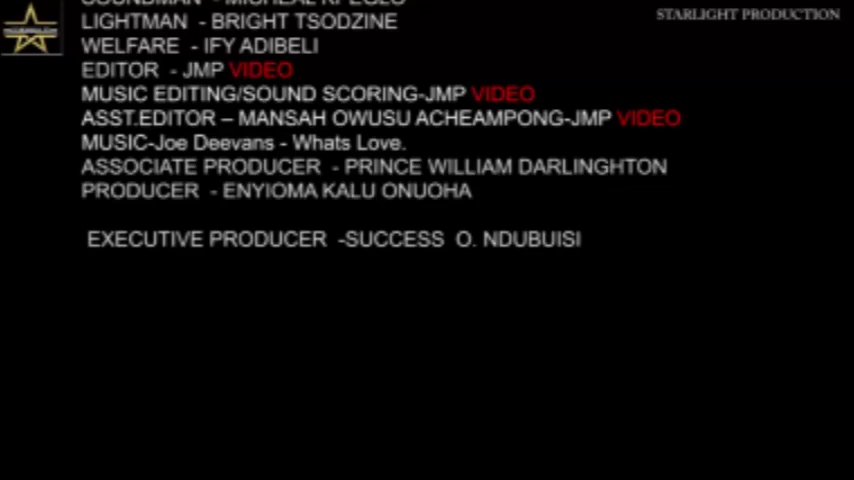 STARLIGHT PRODUCTION
LIGHTMAN - BRIGHT TSODZINE
WELFARE - IFY ADIBELI
EDITOR - JMP VIDEO
MUSIC EDITING/SOUND SCORING-JMP VIDEO
ASST.EDITOR – MANSAH OWUSU ACHEAMPONG-JMP VIDEO
MUSIC-Joe Deevans - Whats Love.
ASSOCIATE PRODUCER - PRINCE WILLIAM DARLINGHTON
PRODUCER - ENYIOMA KALU ONUOHA
EXECUTIVE PRODUCER -SUCCESS O. NDUBUISI